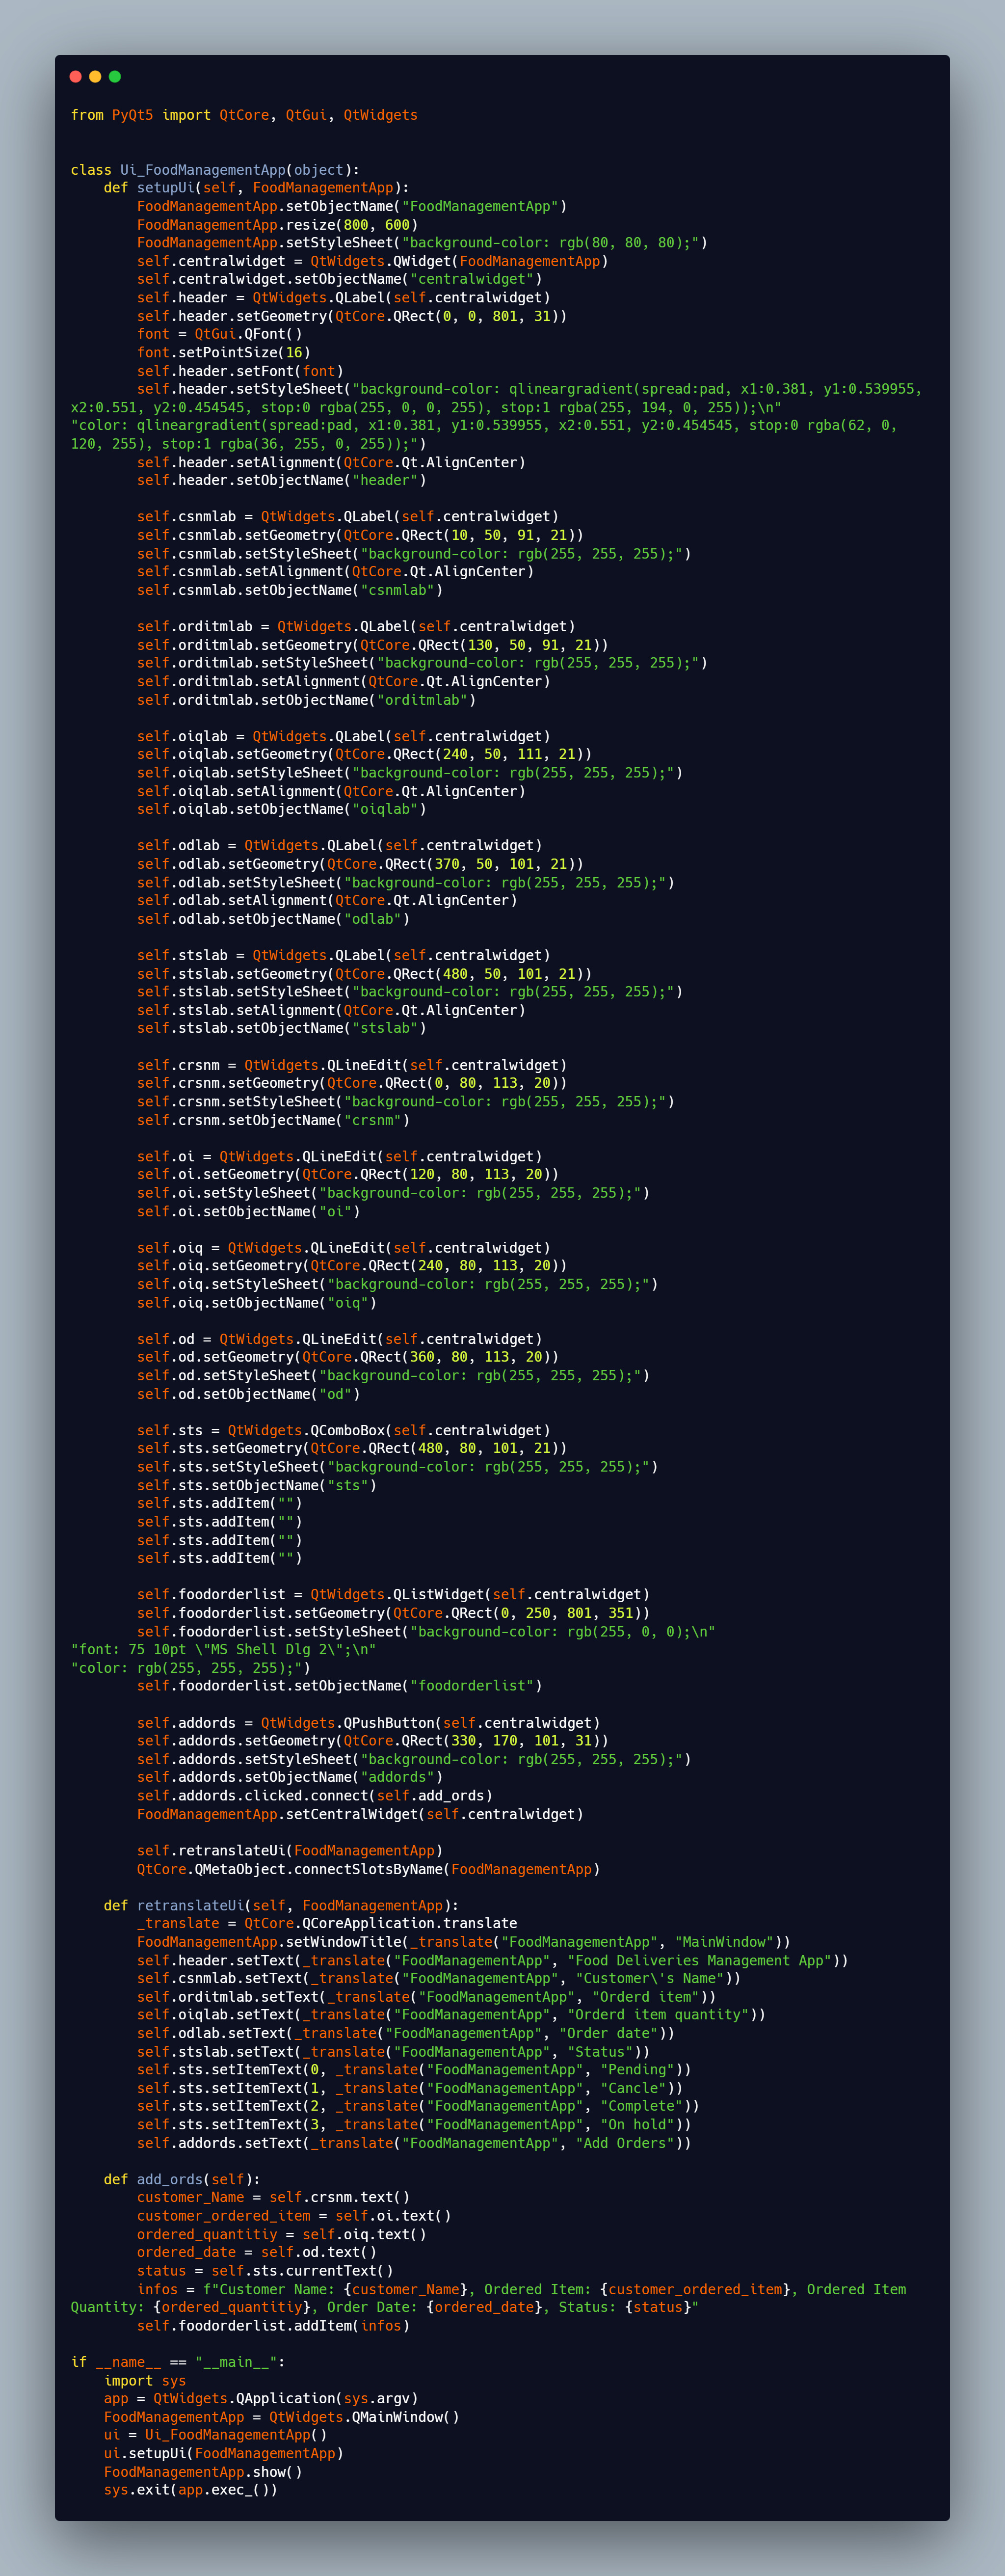 from PyQt5 import QtCore, QtGui, QtWidgets


class Ui_FoodManagementApp(object):
    def setupUi(self, FoodManagementApp):
        FoodManagementApp.setObjectName("FoodManagementApp")
        FoodManagementApp.resize(800, 600)
        FoodManagementApp.setStyleSheet("background-color: rgb(80, 80, 80);")
        self.centralwidget = QtWidgets.QWidget(FoodManagementApp)
        self.centralwidget.setObjectName("centralwidget")
        self.header = QtWidgets.QLabel(self.centralwidget)
        self.header.setGeometry(QtCore.QRect(0, 0, 801, 31))
        font = QtGui.QFont()
        font.setPointSize(16)
        self.header.setFont(font)
        self.header.setStyleSheet("background-color: qlineargradient(spread:pad, x1:0.381, y1:0.539955,
x2:0.551, y2:0.454545, stop:0 rgba(255, 0, 0, 255), stop:1 rgba(255, 194, 0, 255));\n"
"color: qlineargradient(spread:pad, x1:0.381, y1:0.539955, x2:0.551, y2:0.454545, stop:0 rgba(62, 0,
120, 255), stop:1 rgba(36, 255, 0, 255));")
        self.header.setAlignment(QtCore.Qt.AlignCenter)
        self.header.setObjectName("header")

        self.csnmlab = QtWidgets.QLabel(self.centralwidget)
        self.csnmlab.setGeometry(QtCore.QRect(10, 50, 91, 21))
        self.csnmlab.setStyleSheet("background-color: rgb(255, 255, 255);")
        self.csnmlab.setAlignment(QtCore.Qt.AlignCenter)
        self.csnmlab.setObjectName("csnmlab")

        self.orditmlab = QtWidgets.QLabel(self.centralwidget)
        self.orditmlab.setGeometry(QtCore.QRect(130, 50, 91, 21))
        self.orditmlab.setStyleSheet("background-color: rgb(255, 255, 255);")
        self.orditmlab.setAlignment(QtCore.Qt.AlignCenter)
        self.orditmlab.setObjectName("orditmlab")

        self.oiqlab = QtWidgets.QLabel(self.centralwidget)
        self.oiqlab.setGeometry(QtCore.QRect(240, 50, 111, 21))
        self.oiqlab.setStyleSheet("background-color: rgb(255, 255, 255);")
        self.oiqlab.setAlignment(QtCore.Qt.AlignCenter)
        self.oiqlab.setObjectName("oiqlab")

        self.odlab = QtWidgets.QLabel(self.centralwidget)
        self.odlab.setGeometry(QtCore.QRect(370, 50, 101, 21))
        self.odlab.setStyleSheet("background-color: rgb(255, 255, 255);")
        self.odlab.setAlignment(QtCore.Qt.AlignCenter)
        self.odlab.setObjectName("odlab")

        self.stslab = QtWidgets.QLabel(self.centralwidget)
        self.stslab.setGeometry(QtCore.QRect(480, 50, 101, 21))
        self.stslab.setStyleSheet("background-color: rgb(255, 255, 255);")
        self.stslab.setAlignment(QtCore.Qt.AlignCenter)
        self.stslab.setObjectName("stslab")

        self.crsnm = QtWidgets.QLineEdit(self.centralwidget)
        self.crsnm.setGeometry(QtCore.QRect(0, 80, 113, 20))
        self.crsnm.setStyleSheet("background-color: rgb(255, 255, 255);")
        self.crsnm.setObjectName("crsnm")

        self.oi = QtWidgets.QLineEdit(self.centralwidget)
        self.oi.setGeometry(QtCore.QRect(120, 80, 113, 20))
        self.oi.setStyleSheet("background-color: rgb(255, 255, 255);")
        self.oi.setObjectName("oi")

        self.oiq = QtWidgets.QLineEdit(self.centralwidget)
        self.oiq.setGeometry(QtCore.QRect(240, 80, 113, 20))
        self.oiq.setStyleSheet("background-color: rgb(255, 255, 255);")
        self.oiq.setObjectName("oiq")

        self.od = QtWidgets.QLineEdit(self.centralwidget)
        self.od.setGeometry(QtCore.QRect(360, 80, 113, 20))
        self.od.setStyleSheet("background-color: rgb(255, 255, 255);")
        self.od.setObjectName("od")

        self.sts = QtWidgets.QComboBox(self.centralwidget)
        self.sts.setGeometry(QtCore.QRect(480, 80, 101, 21))
        self.sts.setStyleSheet("background-color: rgb(255, 255, 255);")
        self.sts.setObjectName("sts")
        self.sts.addItem("")
        self.sts.addItem("")
        self.sts.addItem("")
        self.sts.addItem("")

        self.foodorderlist = QtWidgets.QListWidget(self.centralwidget)
        self.foodorderlist.setGeometry(QtCore.QRect(0, 250, 801, 351))
        self.foodorderlist.setStyleSheet("background-color: rgb(255, 0, 0);\n"
"font: 75 10pt \"MS Shell Dlg 2\";\n"
"color: rgb(255, 255, 255);")
        self.foodorderlist.setObjectName("foodorderlist")

        self.addords = QtWidgets.QPushButton(self.centralwidget)
        self.addords.setGeometry(QtCore.QRect(330, 170, 101, 31))
        self.addords.setStyleSheet("background-color: rgb(255, 255, 255);")
        self.addords.setObjectName("addords")
        self.addords.clicked.connect(self.add_ords)
        FoodManagementApp.setCentralWidget(self.centralwidget)

        self.retranslateUi(FoodManagementApp)
        QtCore.QMetaObject.connectSlotsByName(FoodManagementApp)

    def retranslateUi(self, FoodManagementApp):
        _translate = QtCore.QCoreApplication.translate
        FoodManagementApp.setWindowTitle(_translate("FoodManagementApp", "MainWindow"))
        self.header.setText(_translate("FoodManagementApp", "Food Deliveries Management App"))
        self.csnmlab.setText(_translate("FoodManagementApp", "Customer\'s Name"))
        self.orditmlab.setText(_translate("FoodManagementApp", "Orderd item"))
        self.oiqlab.setText(_translate("FoodManagementApp", "Orderd item quantity"))
        self.odlab.setText(_translate("FoodManagementApp", "Order date"))
        self.stslab.setText(_translate("FoodManagementApp", "Status"))
        self.sts.setItemText(0, _translate("FoodManagementApp", "Pending"))
        self.sts.setItemText(1, _translate("FoodManagementApp", "Cancle"))
        self.sts.setItemText(2, _translate("FoodManagementApp", "Complete"))
        self.sts.setItemText(3, _translate("FoodManagementApp", "On hold"))
        self.addords.setText(_translate("FoodManagementApp", "Add Orders"))

    def add_ords(self):
        customer_Name = self.crsnm.text()
        customer_ordered_item = self.oi.text()
        ordered_quantitiy = self.oiq.text()
        ordered_date = self.od.text()
        status = self.sts.currentText()
        infos = f"Customer Name: {customer_Name}, Ordered Item: {customer_ordered_item}, Ordered Item
Quantity: {ordered_quantitiy}, Order Date: {ordered_date}, Status: {status}"
        self.foodorderlist.addItem(infos)

if __name__ == "__main__":
    import sys
    app = QtWidgets.QApplication(sys.argv)
    FoodManagementApp = QtWidgets.QMainWindow()
    ui = Ui_FoodManagementApp()
    ui.setupUi(FoodManagementApp)
    FoodManagementApp.show()
    sys.exit(app.exec_())